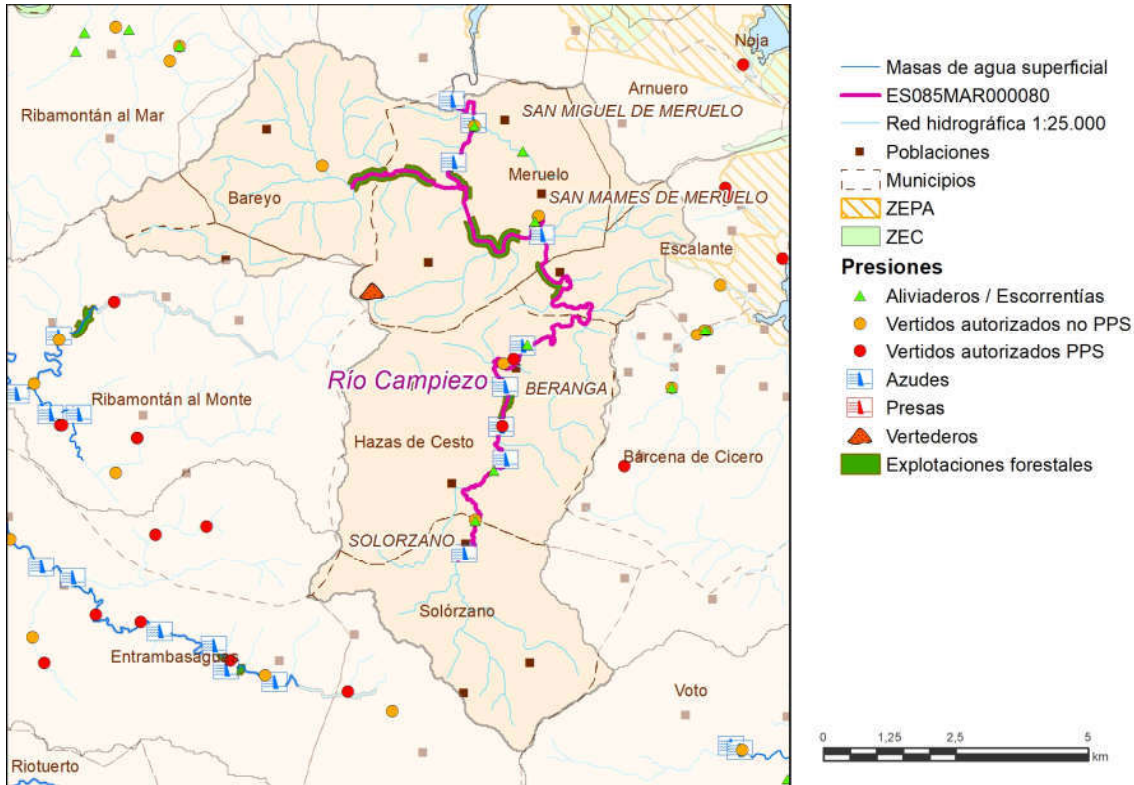 Noja
Arnuero
Ribamontán al Mar
SAN MIGUEL DE MERUELO
Meruelo
SAN MAMES DE MERUELO
Bareyo
Escalante
Río Campiezo
BERANGA
Ribamontán al Monte
Hazas de Cesto
Bárcena de Cicero
SOLORZANO
Solórzano
Entrambasaguas
Voto
Riotuerto
Masas de agua superficial
ES085MAR000080
Red hidrográfica 1:25.000
Poblaciones
Municipios
ZEPA
ZEC
Presiones
Aliviaderos / Escorrentías
Vertidos autorizados no PPS
Vertidos autorizados PPS
Azudes
Presas
Vertederos
Explotaciones forestales
0 1,25 2,5 5
km